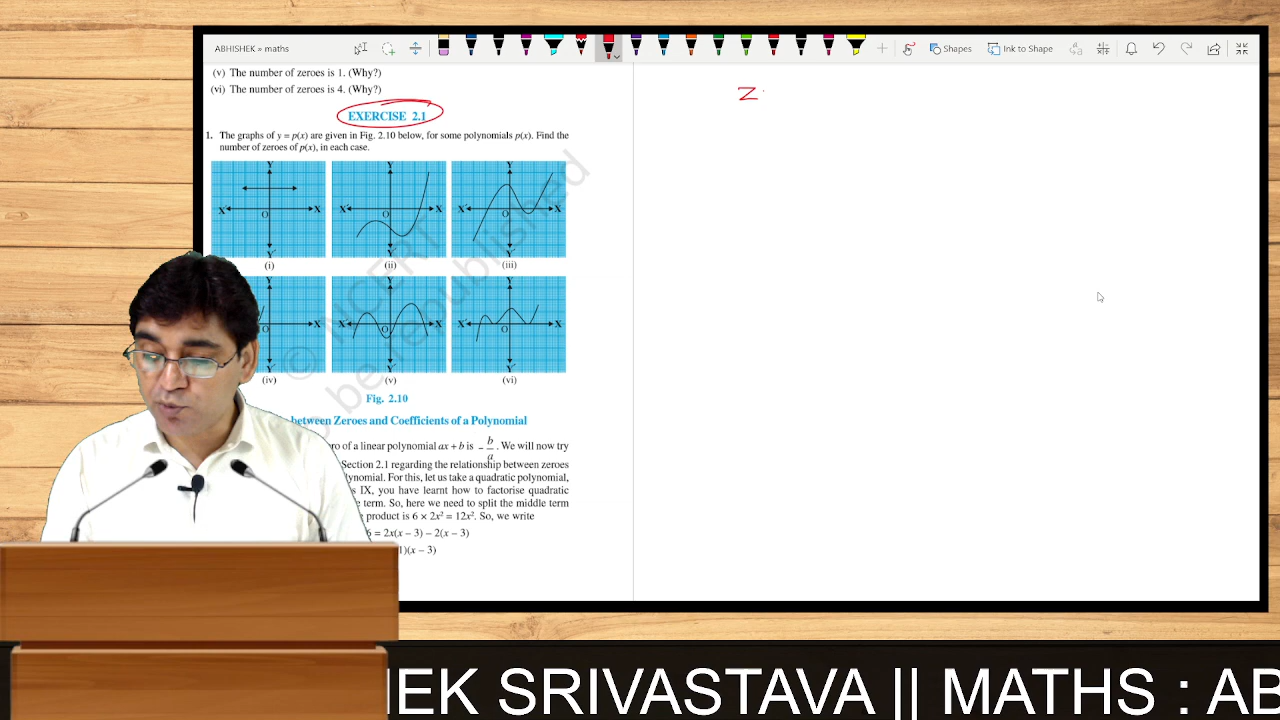 ABHISHEK » maths
Shapes
Ink to Shape
(v) The number of zeroes is 1. (Why?)
(vi) The number of zeroes is 4. (Why?)
EXERCISE 2.1
1. The graphs of y = p(x) are given in Fig. 2.10 below, for some polynomials p(x). Find the
number of zeroes of p(x), in each case.
Y Y Y
X' O X X' O X X' O X
Y' Y' Y'
(i) (ii) (iii)
Y Y Y
O X X' O X X' O X
Y' Y' Y'
(iv) (v) (vi)
Fig. 2.10
between Zeroes and Coefficients of a Polynomial
ro of a linear polynomial ax + b is – b/a . We will now try
Section 2.1 regarding the relationship between zeroes
lynomial. For this, let us take a quadratic polynomial,
s IX, you have learnt how to factorise quadratic
e term. So, here we need to split the middle term
product is 6 × 2x² = 12x². So, we write
6 = 2x(x – 3) – 2(x – 3)
1)(x – 3)
© NCERT
be republished
Z
HEK SRIVASTAVA || MATHS : AB